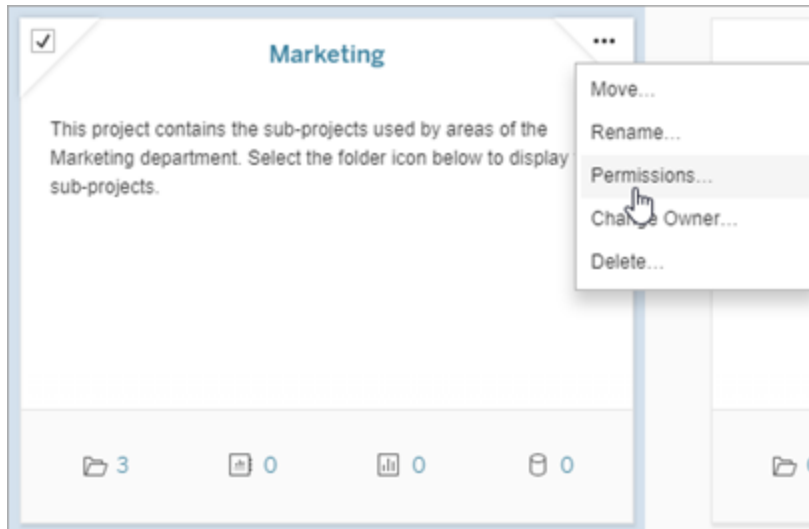 Marketing
This project contains the sub-projects used by areas of the
Marketing department. Select the folder icon below to display
sub-projects.
Move...
Rename...
Permissions...
Change Owner...
Delete...
3
0
0
0